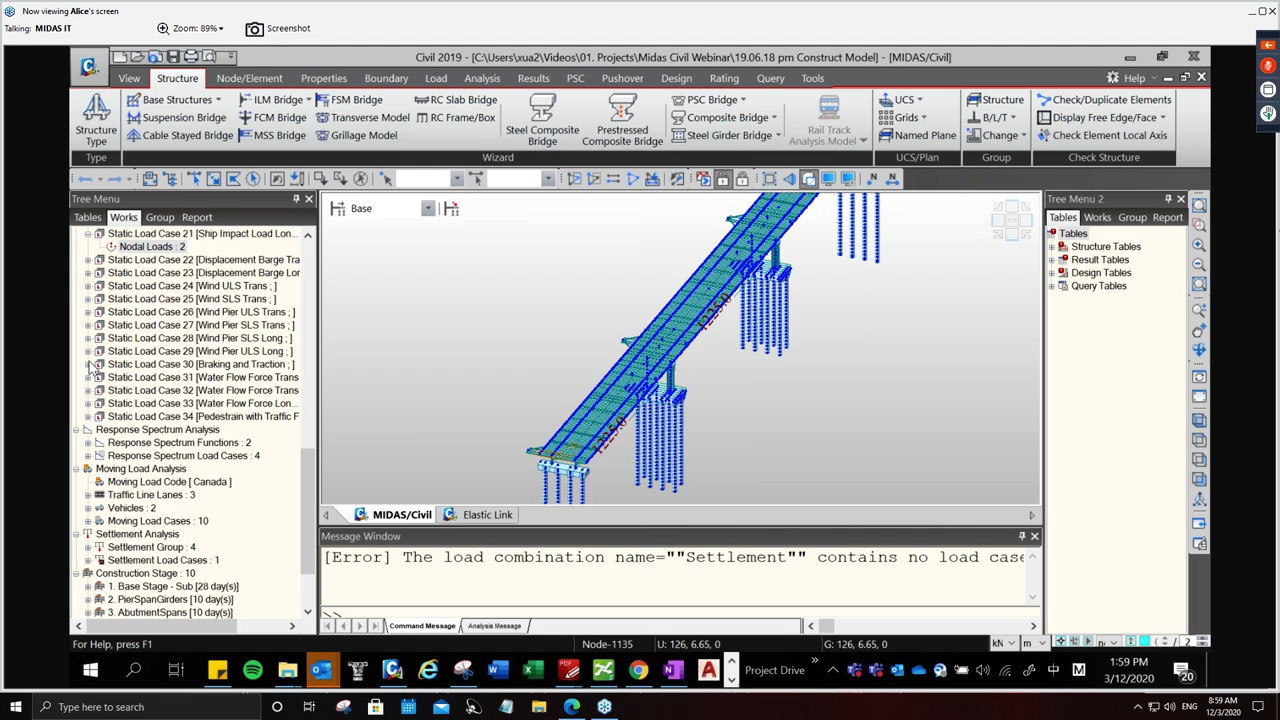 Now viewing Alice's screen
Talking: MIDAS IT
Zoom: 89%
Screenshot
Civil 2019 - [C:\Users\xua2\Videos\01. Projects\Midas Civil Webinar\19.06.18 pm Construct Model] - [MIDAS/Civil]
View Structure Node/Element Properties Boundary Load Analysis Results PSC Pushover Design Rating Query Tools Help
Structure Type
Type
Base Structures
Suspension Bridge
Cable Stayed Bridge
ILM Bridge
FCM Bridge
MSS Bridge
FSM Bridge
Transverse Model
Grillage Model
RC Slab Bridge
RC Frame/Box
Steel Composite Bridge
Prestressed Composite Bridge
PSC Bridge
Composite Bridge
Steel Girder Bridge
Rail Track Analysis Model
Wizard
UCS
Grids
Named Plane
UCS/Plan
Structure
B/L/T
Change
Group
Check/Duplicate Elements
Display Free Edge/Face
Check Element Local Axis
Check Structure
Tree Menu
Tables Works Group Report
Static Load Case 21 [Ship Impact Load Lon...
Nodal Loads : 2
Static Load Case 22 [Displacement Barge Tra
Static Load Case 23 [Displacement Barge Lor
Static Load Case 24 [Wind ULS Trans ; ]
Static Load Case 25 [Wind SLS Trans ; ]
Static Load Case 26 [Wind Pier ULS Trans ; ]
Static Load Case 27 [Wind Pier SLS Trans ; ]
Static Load Case 28 [Wind Pier SLS Long ; ]
Static Load Case 29 [Wind Pier ULS Long ; ]
Static Load Case 30 [Braking and Traction ; ]
Static Load Case 31 [Water Flow Force Trans
Static Load Case 32 [Water Flow Force Trans
Static Load Case 33 [Water Flow Force Lon...
Static Load Case 34 [Pedestrain with Traffic F
Response Spectrum Analysis
Response Spectrum Functions : 2
Response Spectrum Load Cases : 4
Moving Load Analysis
Moving Load Code [ Canada ]
Traffic Line Lanes : 3
Vehicles : 2
Moving Load Cases : 10
Settlement Analysis
Settlement Group : 4
Settlement Load Cases : 1
Construction Stage : 10
1. Base Stage - Sub [28 day(s)]
2. PierSpanGirders [10 day(s)]
3. AbutmentSpans [10 day(s)]
Base
MIDAS/Civil Elastic Link
Message Window
[Error] The load combination name=""Settlement"" contains no load case
>>
Command Message Analysis Message
Tree Menu 2
Tables Works Group Report
Tables
Structure Tables
Result Tables
Design Tables
Query Tables
For Help, press F1
Node-1135
U: 126, 6.65, 0
G: 126, 6.65, 0
kN
m
2
Project Drive
中
M
1:59 PM
3/12/2020
20
Type here to search
ENG
8:59 AM
12/3/2020